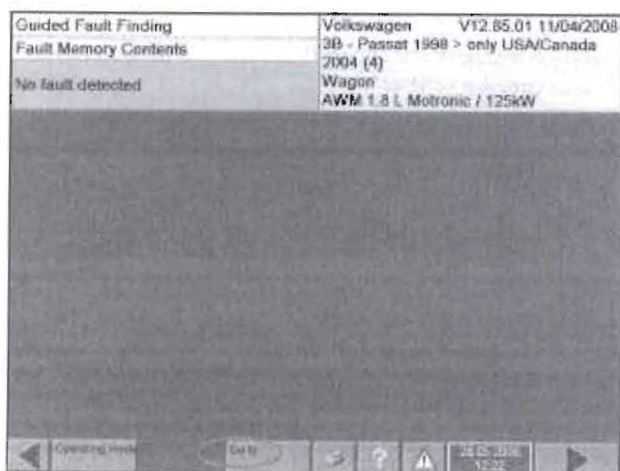 Guided Fault Finding
Fault Memory Contents
No fault detected
Volkswagen V12.85.01 11/04/2008
3B - Passat 1998 > only USA/Canada
2004 (4)
Wagon
AWM 1.8 L Motronic / 125kW
Operating mode
Go to
?